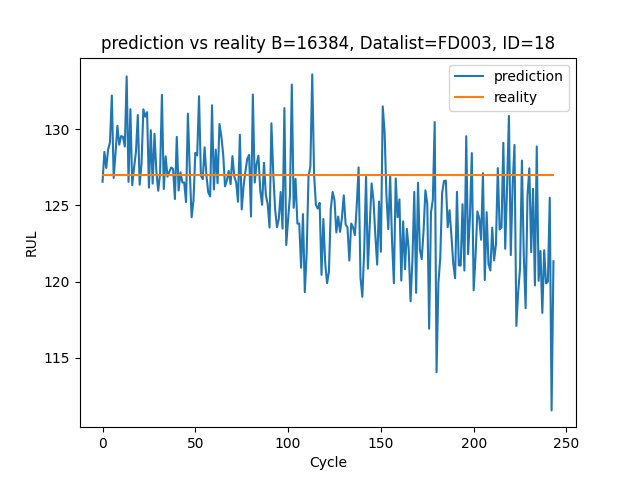 prediction vs reality B=16384, Datalist=FD003, ID=18
prediction
reality
130
125
120
115
RUL
0
50
100
150
200
250
Cycle